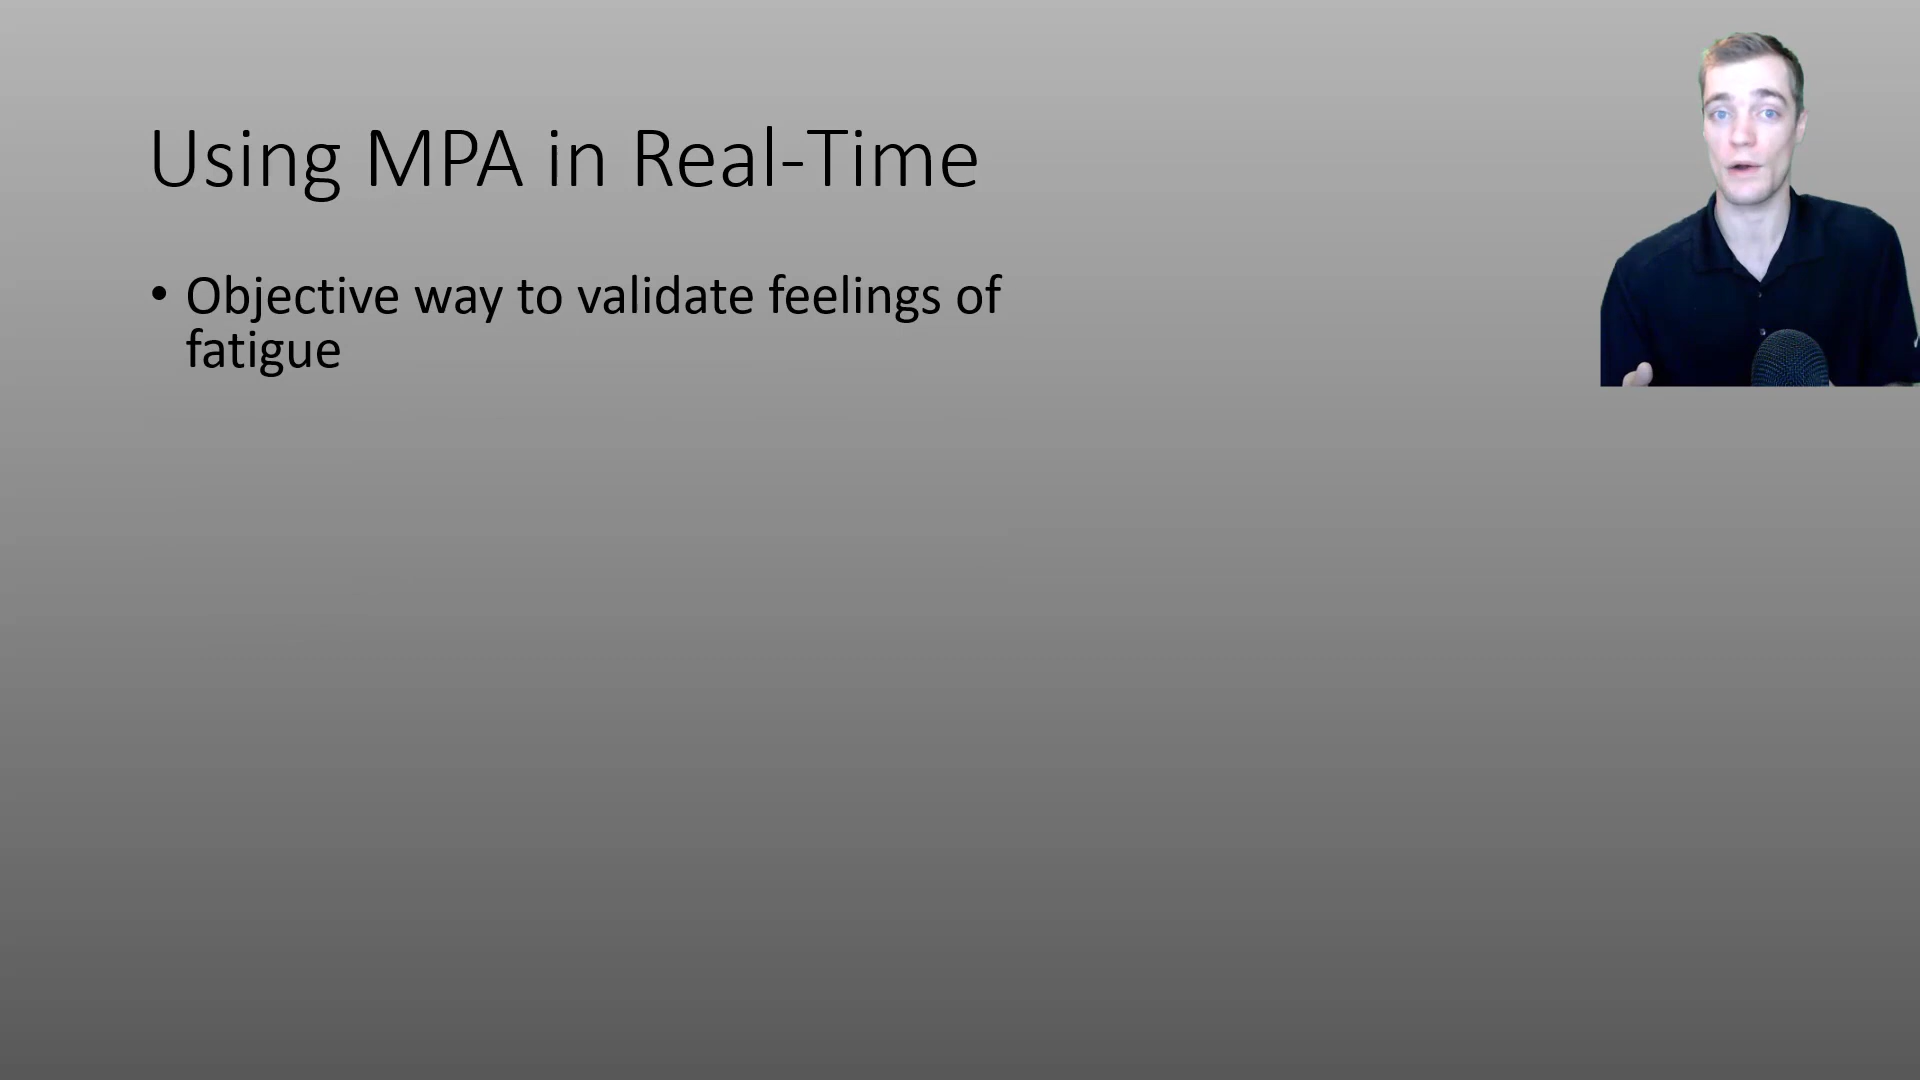 Using MPA in Real-Time
• Objective way to validate feelings of
fatigue